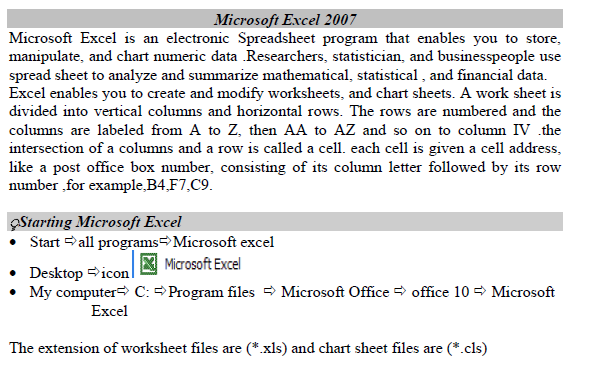 Microsoft Excel 2007
Microsoft Excel is an electronic Spreadsheet program that enables you to store,
manipulate, and chart numeric data .Researchers, statistician, and businesspeople use
spread sheet to analyze and summarize mathematical, statistical , and financial data.
Excel enables you to create and modify worksheets, and chart sheets. A work sheet is
divided into vertical columns and horizontal rows. The rows are numbered and the
columns are labeled from A to Z, then AA to AZ and so on to column IV .the
intersection of a columns and a row is called a cell. each cell is given a cell address,
like a post office box number, consisting of its column letter followed by its row
number ,for example,B4,F7,C9.
Starting Microsoft Excel
• Start ⇨all programs⇨Microsoft excel
• Desktop ⇨icon Microsoft Excel
• My computer⇨ C: ⇨Program files ⇨ Microsoft Office ⇨ office 10 ⇨ Microsoft
Excel
The extension of worksheet files are (*.xls) and chart sheet files are (*.cls)